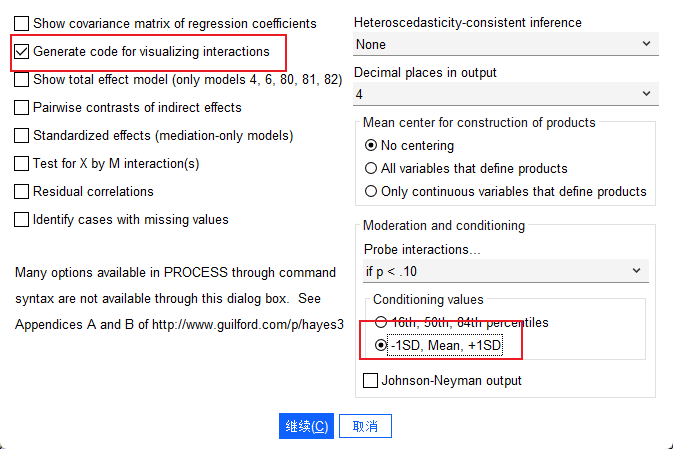 Show covariance matrix of regression coefficients
Generate code for visualizing interactions
Show total effect model (only models 4, 6, 80, 81, 82)
Pairwise contrasts of indirect effects
Standardized effects (mediation-only models)
Test for X by M interaction(s)
Residual correlations
Identify cases with missing values
Many options available in PROCESS through command
syntax are not available through this dialog box. See
Appendices A and B of http://www.guilford.com/p/hayes3
Heteroscedasticity-consistent inference
None
Decimal places in output
4
Mean center for construction of products
No centering
All variables that define products
Only continuous variables that define products
Moderation and conditioning
Probe interactions...
if p < .10
Conditioning values
16th, 50th, 84th percentiles
-1SD, Mean, +1SD
Johnson-Neyman output
继续(C)
取消